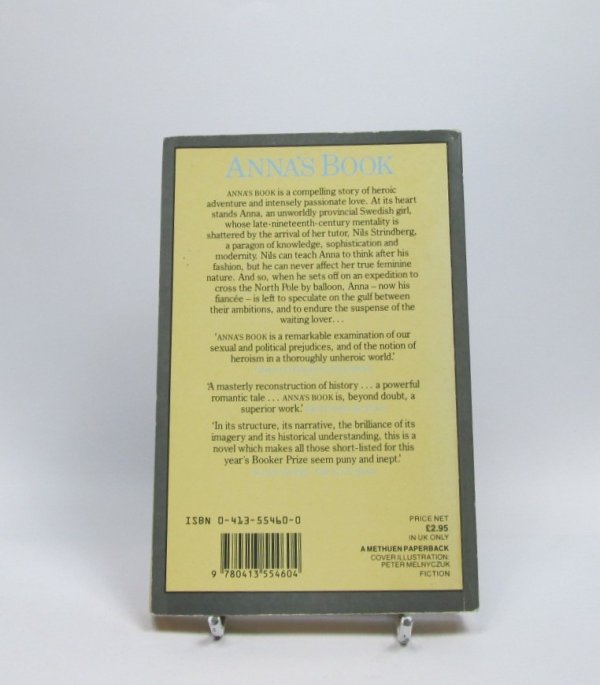 ANNA'S BOOK
ANNA'S BOOK is a compelling story of heroic
adventure and intensely passionate love. At its heart
stands Anna, an unworldly provincial Swedish girl,
whose late-nineteenth-century mentality is
shattered by the arrival of her tutor, Nils Strindberg,
a paragon of knowledge, sophistication and
modernity. Nils can teach Anna to think after his
fashion, but he can never affect her true feminine
nature. And so, when he sets off on an expedition to
cross the North Pole by balloon, Anna – now his
fiancée – is left to speculate on the gulf between
their ambitions, and to endure the suspense of the
waiting lover...
'ANNA'S BOOK is a remarkable examination of our
sexual and political prejudices, and of the notion of
heroism in a thoroughly unheroic world.'
'A masterly reconstruction of history ... a powerful
romantic tale ... ANNA'S BOOK is, beyond doubt, a
superior work.'
'In its structure, its narrative, the brilliance of its
imagery and its historical understanding, this is a
novel which makes all those short-listed for this
year's Booker Prize seem puny and inept.'
ISBN 0-413-55460-0
9 780413 554604
PRICE NET
£2.95
IN UK ONLY
A METHUEN PAPERBACK
COVER ILLUSTRATION:
PETER MELNYCZUK
FICTION